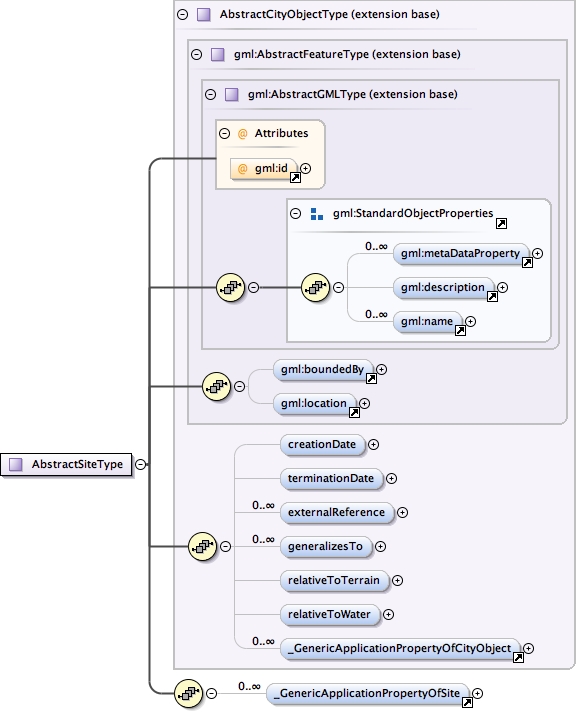 AbstractCityObjectType (extension base)
gml:AbstractFeatureType (extension base)
gml:AbstractGMLType (extension base)
@ Attributes
@ gml:id
gml:StandardObjectProperties
0..∞
gml:metaDataProperty
gml:description
0..∞
gml:name
gml:boundedBy
gml:location
creationDate
AbstractSiteType
terminationDate
0..∞
externalReference
0..∞
generalizesTo
relativeToTerrain
relativeToWater
0..∞
_GenericApplicationPropertyOfCityObject
0..∞
_GenericApplicationPropertyOfSite